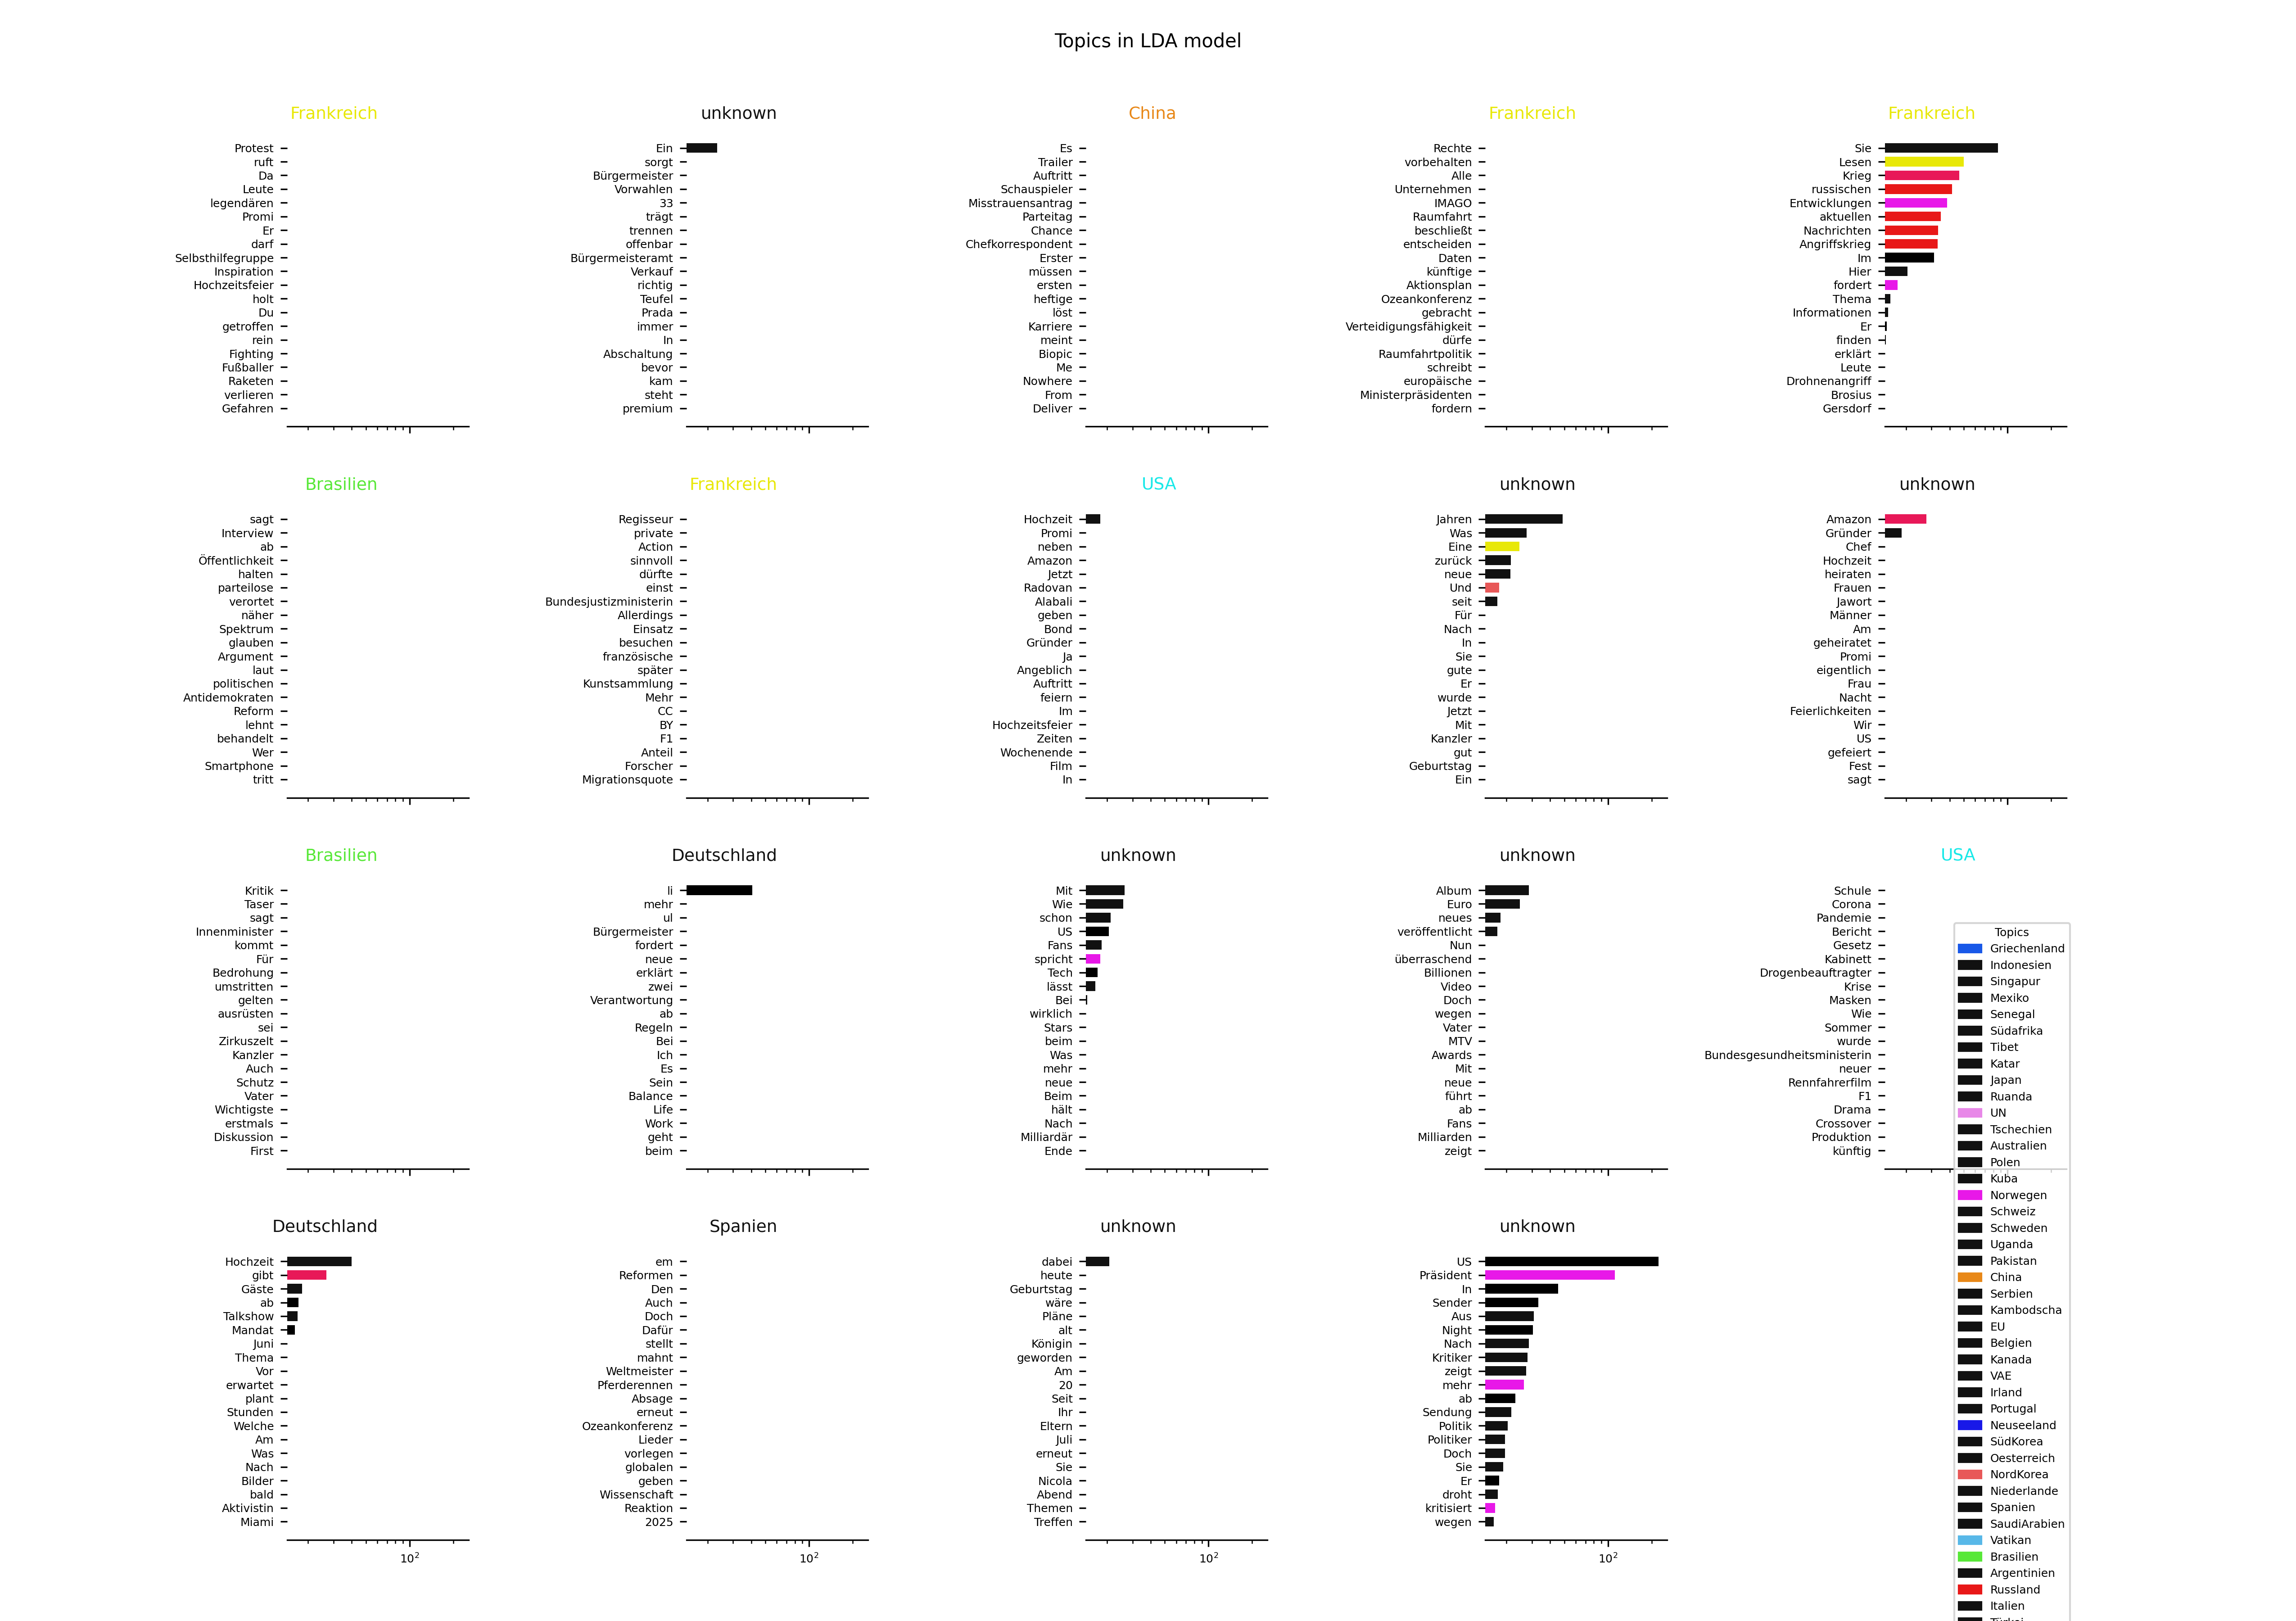 Topics in LDA model
Frankreich
Protest
ruft
Da
Leute
legendären
Promi
Er
darf
Selbsthilfegruppe
Inspiration
Hochzeitsfeier
holt
Du
getroffen
rein
Fighting
Fußballer
Raketen
verlieren
Gefahren
unknown
Ein
sorgt
Bürgermeister
Vorwahlen
33
trägt
trennen
offenbar
Bürgermeisteramt
Verkauf
richtig
Teufel
Prada
immer
In
Abschaltung
bevor
kam
steht
premium
China
Es
Trailer
Auftritt
Schauspieler
Misstrauensantrag
Parteitag
Chance
Chefkorrespondent
Erster
müssen
ersten
heftige
löst
Karriere
meint
Biopic
Me
Nowhere
From
Deliver
Frankreich
Rechte
vorbehalten
Alle
Unternehmen
IMAGO
Raumfahrt
beschließt
entscheiden
Daten
künftige
Aktionsplan
Ozeankonferenz
gebracht
Verteidigungsfähigkeit
dürfe
Raumfahrtpolitik
schreibt
europäische
Ministerpräsidenten
fordern
Frankreich
Sie
Lesen
Krieg
russischen
Entwicklungen
aktuellen
Nachrichten
Angriffskrieg
Im
Hier
fordert
Thema
Informationen
Er
finden
erklärt
Leute
Drohnenangriff
Brosius
Gersdorf
Brasilien
sagt
Interview
ab
Öffentlichkeit
halten
parteilose
verortet
näher
Spektrum
glauben
Argument
laut
politischen
Antidemokraten
Reform
lehnt
behandelt
Wer
Smartphone
tritt
Frankreich
Regisseur
private
Action
sinnvoll
dürfte
einst
Bundesjustizministerin
Allerdings
Einsatz
besuchen
französische
später
Kunstsammlung
Mehr
CC
BY
F1
Anteil
Forscher
Migrationsquote
USA
Hochzeit
Promi
neben
Amazon
Jetzt
Radovan
Alabali
geben
Bond
Gründer
Ja
Angeblich
Auftritt
feiern
Im
Hochzeitsfeier
Zeiten
Wochenende
Film
In
unknown
Jahren
Was
Eine
zurück
neue
Und
seit
Für
Nach
In
Sie
gute
Er
wurde
Jetzt
Mit
Kanzler
gut
Geburtstag
Ein
unknown
Amazon
Gründer
Chef
Hochzeit
heiraten
Frauen
Jawort
Männer
Am
geheiratet
Promi
eigentlich
Frau
Nacht
Feierlichkeiten
Wir
US
gefeiert
Fest
sagt
Brasilien
Kritik
Taser
sagt
Innenminister
kommt
Für
Bedrohung
umstritten
gelten
ausrüsten
sei
Zirkuszelt
Kanzler
Auch
Schutz
Vater
Wichtigste
erstmals
Diskussion
First
Deutschland
li
mehr
ul
Bürgermeister
fordert
neue
erklärt
zwei
Verantwortung
ab
Regeln
Bei
Ich
Es
Sein
Balance
Life
Work
geht
beim
unknown
Mit
Wie
schon
US
Fans
spricht
Tech
lässt
Bei
wirklich
Stars
beim
Was
mehr
neue
Beim
hält
Nach
Milliardär
Ende
unknown
Album
Euro
neues
veröffentlicht
Nun
überraschend
Billionen
Video
Doch
wegen
Vater
MTV
Awards
Mit
neue
führt
ab
Fans
Milliarden
zeigt
USA
Schule
Corona
Pandemie
Bericht
Gesetz
Kabinett
Drogenbeauftragter
Krise
Masken
Wie
Sommer
wurde
Bundesgesundheitsministerin
neuer
Rennfahrerfilm
F1
Drama
Crossover
Produktion
künftig
Deutschland
Hochzeit
gibt
Gäste
ab
Talkshow
Mandat
Juni
Thema
Vor
erwartet
plant
Stunden
Welche
Am
Was
Nach
Bilder
bald
Aktivistin
Miami
10²
Spanien
em
Reformen
Den
Auch
Doch
Dafür
stellt
mahnt
Weltmeister
Pferderennen
Absage
erneut
Ozeankonferenz
Lieder
vorlegen
globalen
geben
Wissenschaft
Reaktion
2025
10²
unknown
dabei
heute
Geburtstag
wäre
Pläne
alt
Königin
geworden
Am
20
Seit
Ihr
Eltern
Juli
erneut
Sie
Nicola
Abend
Themen
Treffen
10²
unknown
US
Präsident
In
Sender
Aus
Night
Nach
Kritiker
zeigt
mehr
ab
Sendung
Politik
Politiker
Doch
Sie
Er
droht
kritisiert
wegen
10²
Topics
Griechenland
Indonesien
Singapur
Mexiko
Senegal
Südafrika
Tibet
Katar
Japan
Ruanda
UN
Tschechien
Australien
Polen
Kuba
Norwegen
Schweiz
Schweden
Uganda
Pakistan
China
Serbien
Kambodscha
EU
Belgien
Kanada
VAE
Irland
Portugal
Neuseeland
SüdKorea
Oesterreich
NordKorea
Niederlande
Spanien
SaudiArabien
Vatikan
Brasilien
Argentinien
Russland
Italien